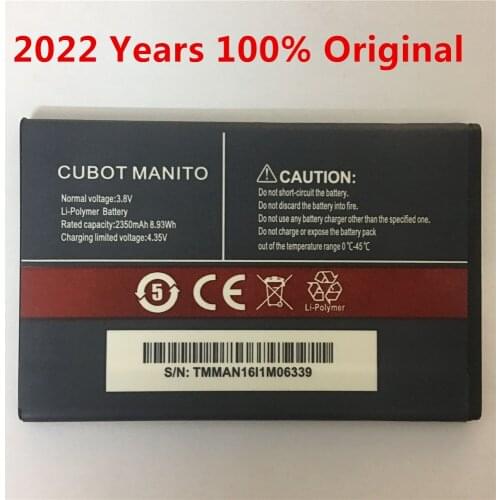 2022 Years 100% Original
CUBOT MANITO
Normal voltage:3.8V
Li-Polymer Battery
Rated capacity:2350mAh 8.93Wh
Charging limited voltage:4.35V
CAUTION:
Do not short-circuit the battery.
Do not discard the battery into fire.
Do not use any battery charger other than the specified one.
Do not charge or expose the battery pack
out of the temperature range 0℃-45℃
5
CE
Li-Polymer
S/N: TMMAN16I1M06339